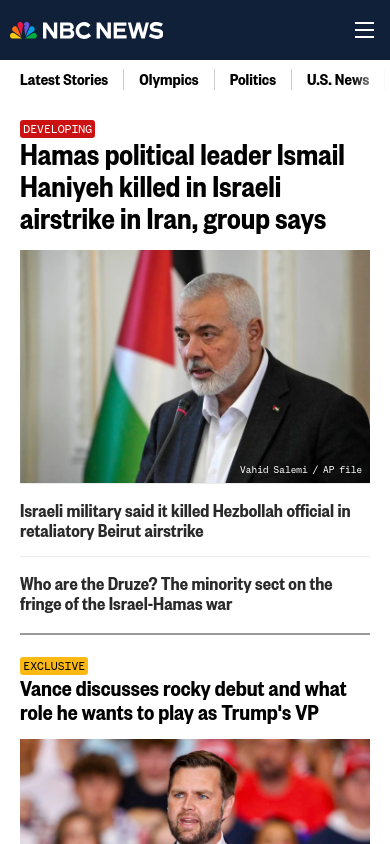 NBC NEWS
Latest Stories
Olympics
Politics
U.S. News
DEVELOPING
Hamas political leader Ismail
Haniyeh killed in Israeli
airstrike in Iran, group says
Vahid Salemi / AP file
Israeli military said it killed Hezbollah official in
retaliatory Beirut airstrike
Who are the Druze? The minority sect on the
fringe of the Israel-Hamas war
EXCLUSIVE
Vance discusses rocky debut and what
role he wants to play as Trump's VP